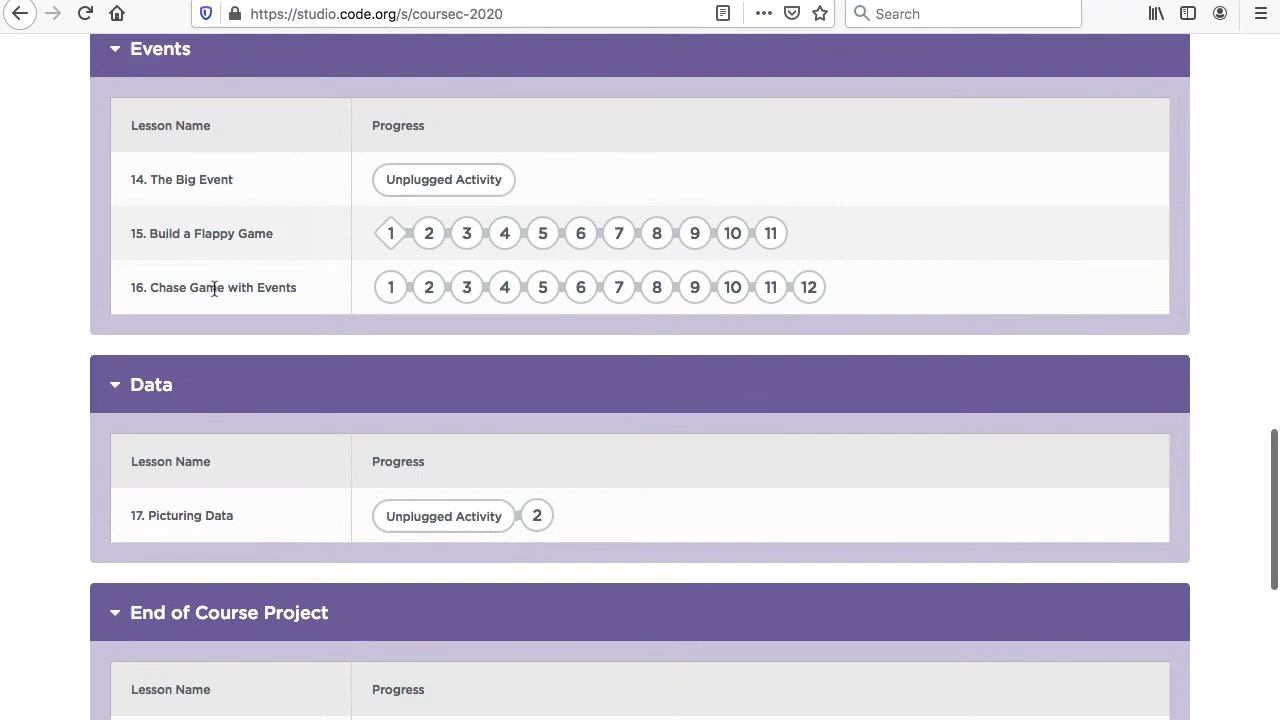 https://studio.code.org/s/coursec-2020
Search
Events
Lesson Name Progress
14. The Big Event Unplugged Activity
15. Build a Flappy Game 1 2 3 4 5 6 7 8 9 10 11
16. Chase Game with Events 1 2 3 4 5 6 7 8 9 10 11 12
Data
Lesson Name Progress
17. Picturing Data Unplugged Activity 2
End of Course Project
Lesson Name Progress